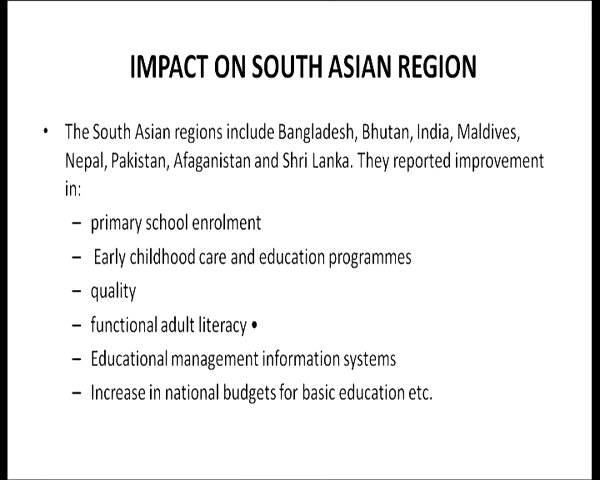 IMPACT ON SOUTH ASIAN REGION
• The South Asian regions include Bangladesh, Bhutan, India, Maldives,
Nepal, Pakistan, Afaganistan and Shri Lanka. They reported improvement
in:
– primary school enrolment
– Early childhood care and education programmes
– quality
– functional adult literacy •
– Educational management information systems
– Increase in national budgets for basic education etc.